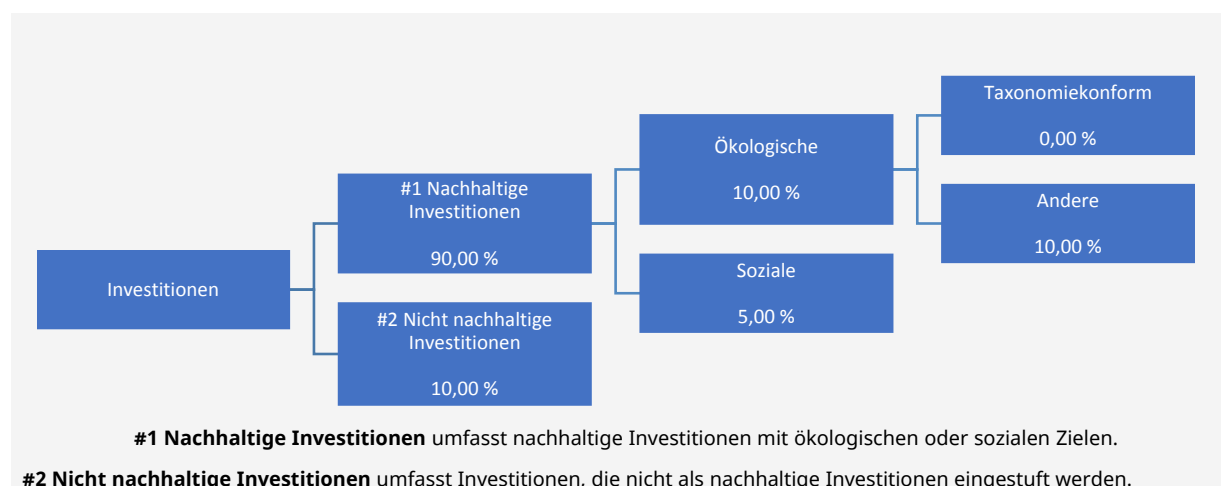 Investitionen
#1 Nachhaltige
Investitionen
90,00 %
#2 Nicht nachhaltige
Investitionen
10,00 %
Ökologische
10,00 %
Soziale
5,00 %
Taxonomiekonform
0,00 %
Andere
10,00 %
#1 Nachhaltige Investitionen umfasst nachhaltige Investitionen mit ökologischen oder sozialen Zielen.
#2 Nicht nachhaltige Investitionen umfasst Investitionen, die nicht als nachhaltige Investitionen eingestuft werden.